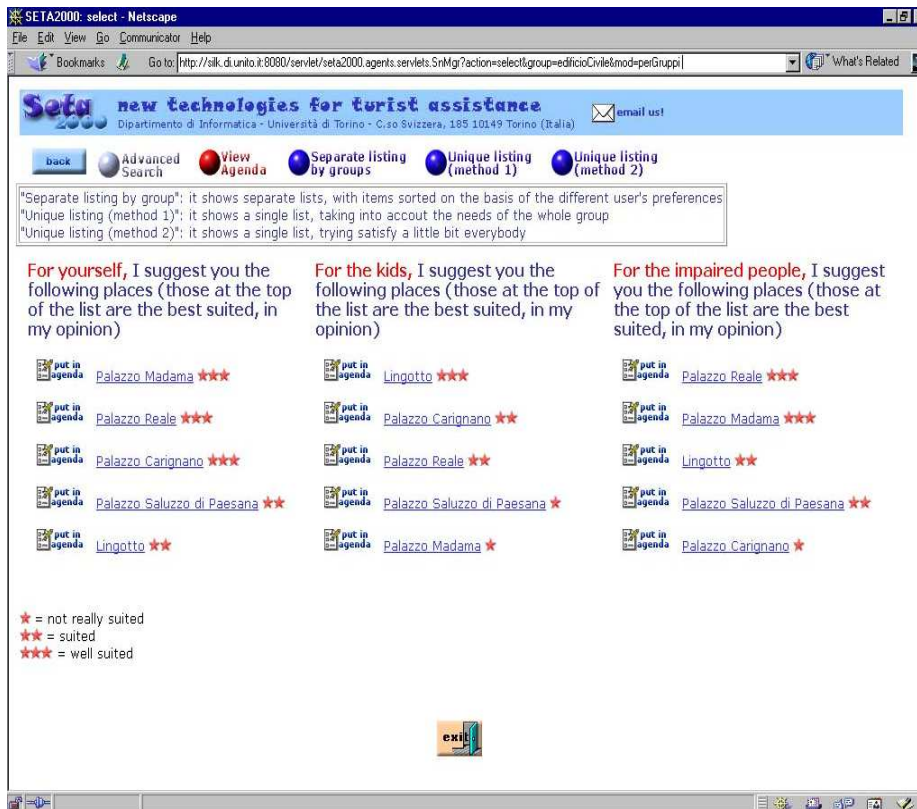 SETA2000: select - Netscape
File Edit View Go Communicator Help
Bookmarks Go to: http://silk.di.unito.it:8080/servlet/seta2000.agents.servlets.SnMgr?action=select&group=edificioCivile&mod=perGruppi What's Related
Seta 2000
new technologies for turist assistance
Dipartimento di Informatica - Università di Torino - C.so Svizzera, 185 10149 Torino (Italia)
email us!
back
Advanced Search
View Agenda
Separate listing by groups
Unique listing (method 1)
Unique listing (method 2)
"Separate listing by group": it shows separate lists, with items sorted on the basis of the different user's preferences
"Unique listing (method 1)": it shows a single list, taking into accout the needs of the whole group
"Unique listing (method 2)": it shows a single list, trying satisfy a little bit everybody
For yourself, I suggest you the
following places (those at the top
of the list are the best suited, in
my opinion)
put in agenda Palazzo Madama
put in agenda Palazzo Reale
put in agenda Palazzo Carignano
put in agenda Palazzo Saluzzo di Paesana
put in agenda Lingotto
For the kids, I suggest you the
following places (those at the top of
the list are the best suited, in my
opinion)
put in agenda Lingotto
put in agenda Palazzo Carignano
put in agenda Palazzo Reale
put in agenda Palazzo Saluzzo di Paesana
put in agenda Palazzo Madama
For the impaired people, I suggest
you the following places (those at
the top of the list are the best
suited, in my opinion)
put in agenda Palazzo Reale
put in agenda Palazzo Madama
put in agenda Lingotto
put in agenda Palazzo Saluzzo di Paesana
put in agenda Palazzo Carignano
= not really suited
= suited
= well suited
exit